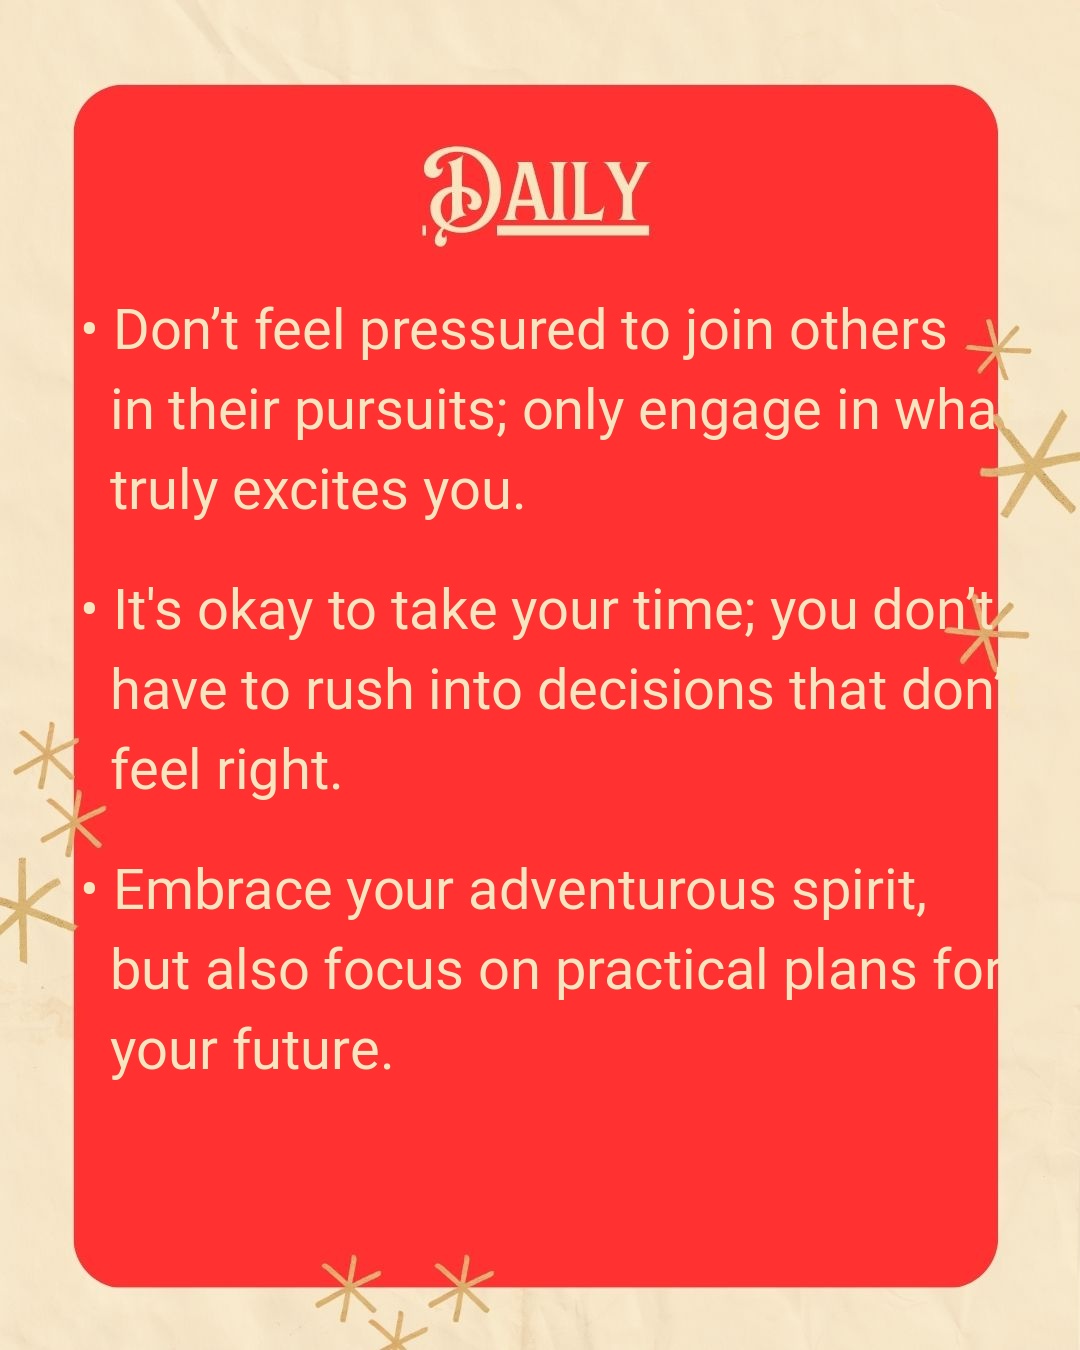 Daily
• Don’t feel pressured to join others
in their pursuits; only engage in wha
truly excites you.
• It's okay to take your time; you don’t
have to rush into decisions that don’
feel right.
• Embrace your adventurous spirit,
but also focus on practical plans for
your future.